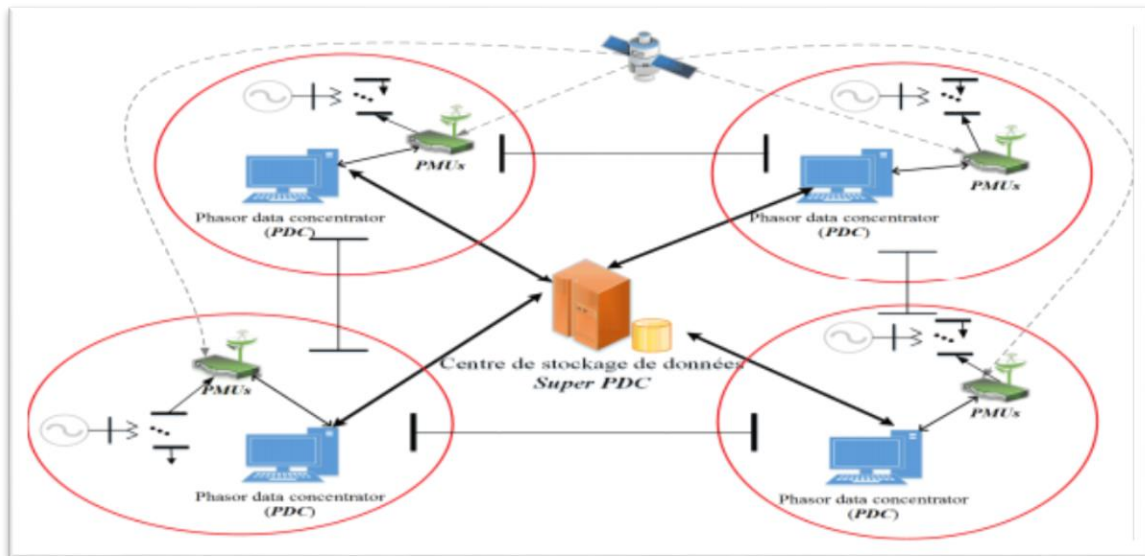 PMUs
Phasor data concentrator
(PDC)
PMUs
Phasor data concentrator
(PDC)
Centre de stockage de données
Super PDC
PMUs
Phasor data concentrator
(PDC)
PMUs
Phasor data concentrator
(PDC)